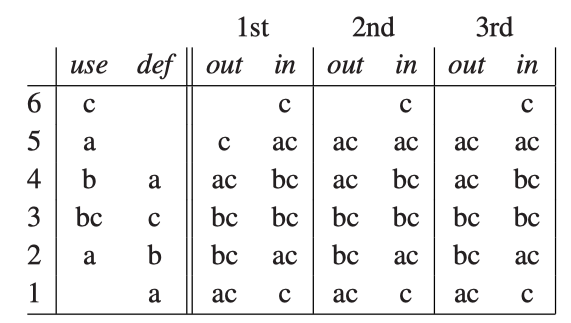 1st 2nd 3rd
use def out in out in out in
6 c c c c
5 a c ac ac ac ac ac
4 b a ac bc ac bc ac bc
3 bc c bc bc bc bc bc bc
2 a b bc ac bc ac bc ac
1 a ac c ac c ac c